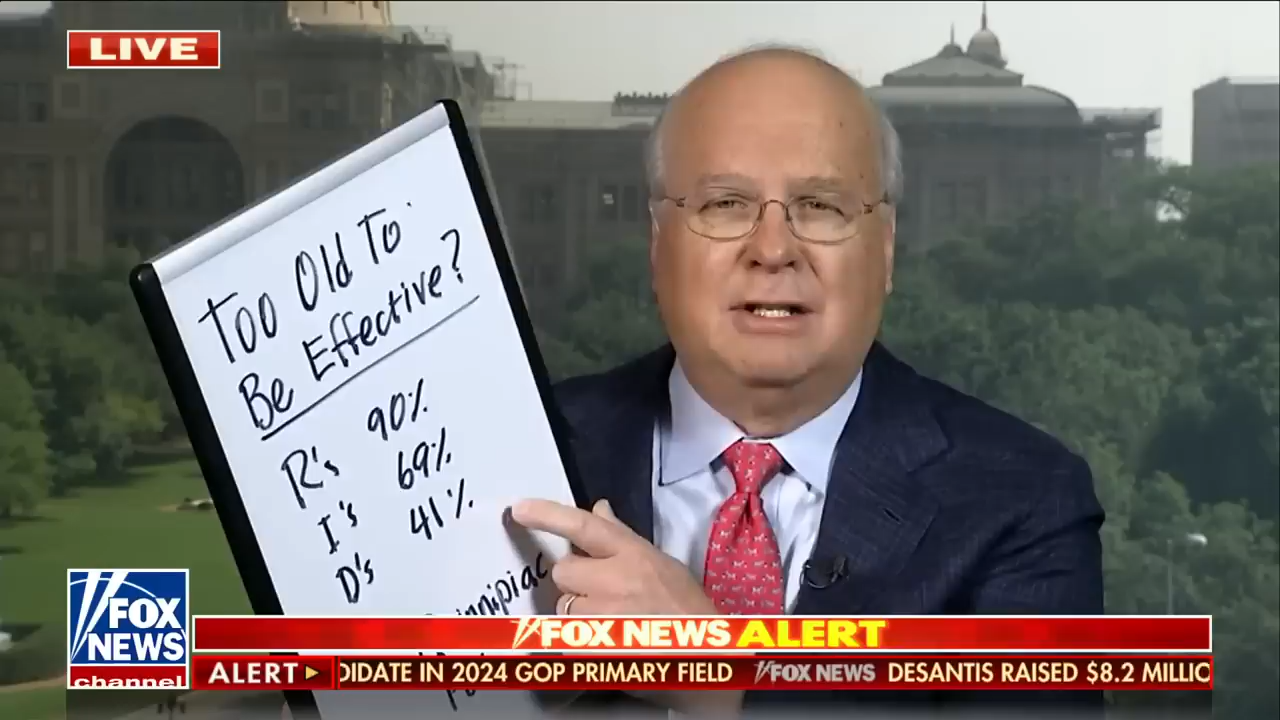 LIVE
Too Old To
Be Effective?
R's 90%
I's 69%
D's 41%
FOX NEWS ALERT
FOX
NEWS
channel
ALERT
DIDATE IN 2024 GOP PRIMARY FIELD FOX NEWS DESANTIS RAISED $8.2 MILLIO